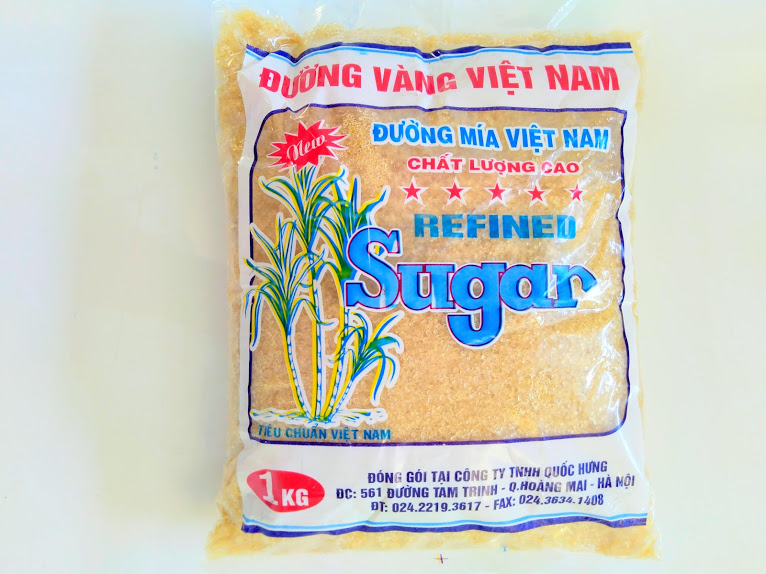 ĐƯỜNG VÀNG VIỆT NAM
New
ĐƯỜNG MÍA VIỆT NAM
CHẤT LƯỢNG CAO
REFINED
Sugar
TIÊU CHUẨN VIỆT NAM
1KG
ĐÓNG GÓI TẠI CÔNG TY TNHH QUỐC HƯNG
ĐC: 561 ĐƯỜNG TAM TRINH - Q.HOÀNG MAI - HÀ NỘI
ĐT: 024.2219.3617 - FAX: 024.3634.1408